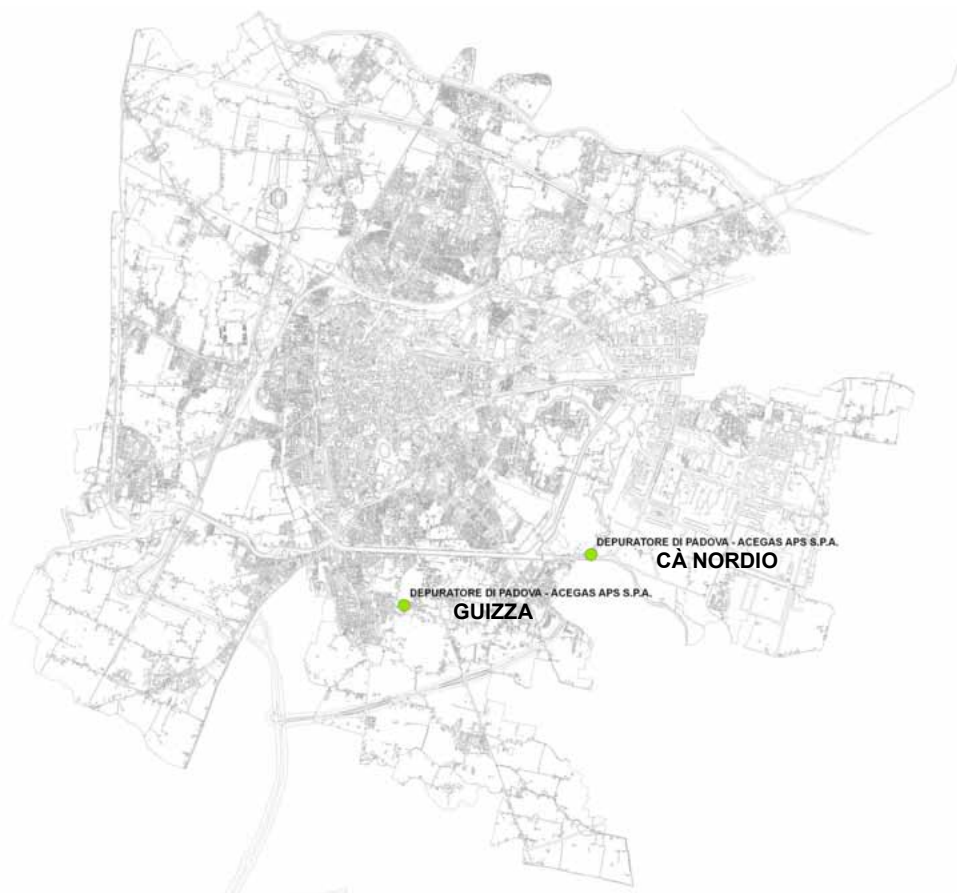 DEPURATORE DI PADOVA - ACEGAS APS S.P.A.
CÀ NORDIO
DEPURATORE DI PADOVA - ACEGAS APS S.P.A.
GUIZZA